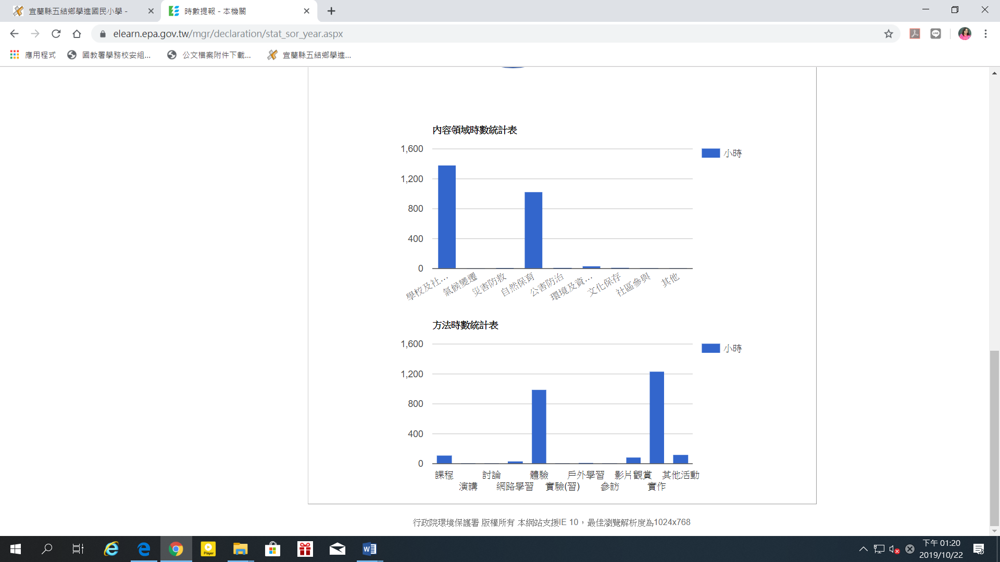 宜蘭縣五結鄉學進國民小學 -
時數提報 - 本機關
elearn.epa.gov.tw/mgr/declaration/stat_sor_year.aspx
應用程式
國教署學務校安組...
公文檔案附件下載...
宜蘭縣五結鄉學進...
內容領域時數統計表
1,600
1,200
800
400
0
小時
學校及社...
氣候變遷
災害防救
自然保育
公害防治
環境及資...
文化保存
社區參與
其他
方法時數統計表
1,600
1,200
800
400
0
小時
課程
演講
討論
網路學習
體驗
實驗(習)
戶外學習
參訪
影片觀賞
實作
其他活動
行政院環境保護署 版權所有 本網站支援IE 10，最佳瀏覽解析度為1024x768
Player
下午 01:20
2019/10/22